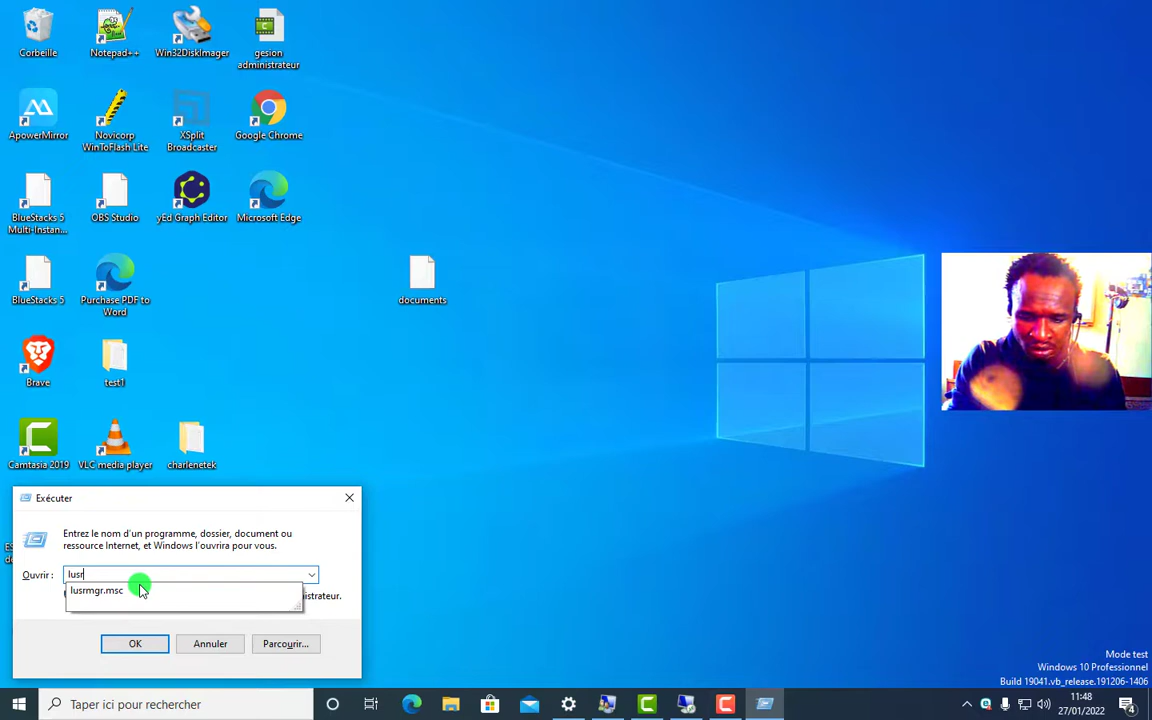 Corbeille
Notepad++
Win32DiskImager
gesion
administrateur
ApowerMirror
Novicorp
WinToFlash Lite
XSplit
Broadcaster
Google Chrome
BlueStacks 5
Multi-Instan...
OBS Studio
yEd Graph Editor
Microsoft Edge
BlueStacks 5
Purchase PDF to
Word
documents
Brave
test1
Camtasia 2019
VLC media player
charlenetek
Exécuter
Entrez le nom d'un programme, dossier, document ou
ressource Internet, et Windows l'ouvrira pour vous.
Ouvrir :
lusr
lusrmgr.msc
istrateur.
OK
Annuler
Parcourir...
Mode test
Windows 10 Professionnel
Build 19041.vb_release.191206-1406
Taper ici pour rechercher
11:48
27/01/2022
4